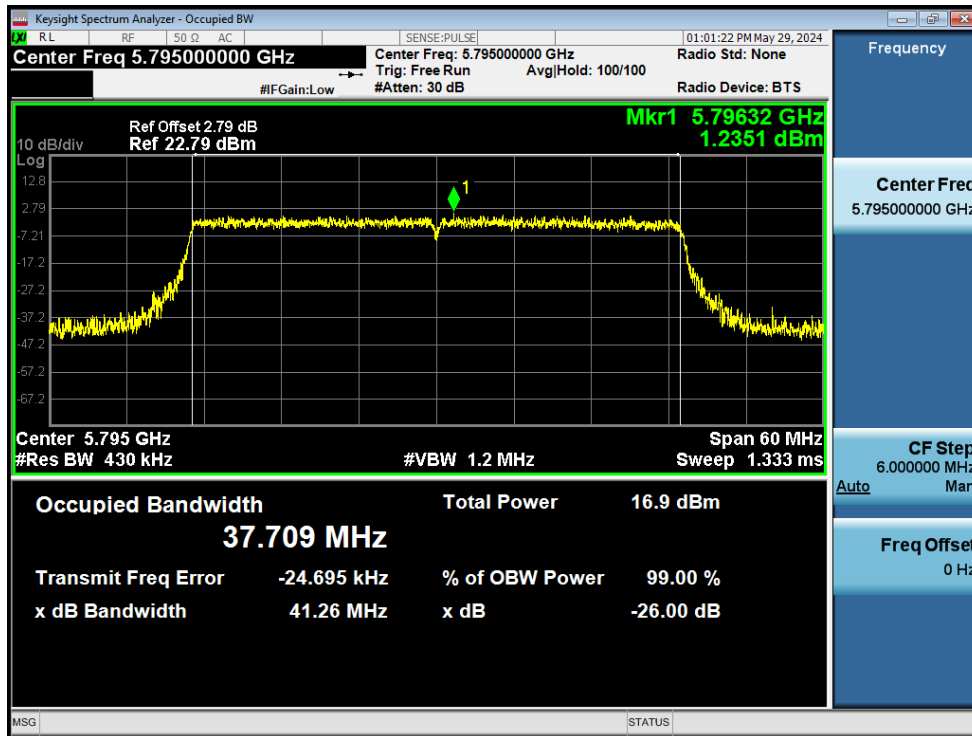 Keysight Spectrum Analyzer - Occupied BW
LXI RL RF 50 Ω AC SENSE:PULSE 01:01:22 PM May 29, 2024
Center Freq 5.795000000 GHz
Center Freq: 5.795000000 GHz
Radio Std: None
Trig: Free Run Avg|Hold: 100/100
#IFGain:Low #Atten: 30 dB Radio Device: BTS
Ref Offset 2.79 dB
Mkr1 5.79632 GHz
10 dB/div Ref 22.79 dBm
1.2351 dBm
Log
12.8
1
2.79
-7.21
-17.2
-27.2
-37.2
-47.2
-57.2
-67.2
Center 5.795 GHz Span 60 MHz
#Res BW 430 kHz #VBW 1.2 MHz Sweep 1.333 ms
Occupied Bandwidth Total Power 16.9 dBm
37.709 MHz
Transmit Freq Error -24.695 kHz % of OBW Power 99.00 %
x dB Bandwidth 41.26 MHz x dB -26.00 dB
Frequency
Center Freq
5.795000000 GHz
CF Step
6.000000 MHz
Auto Man
Freq Offset
0 Hz
MSG STATUS